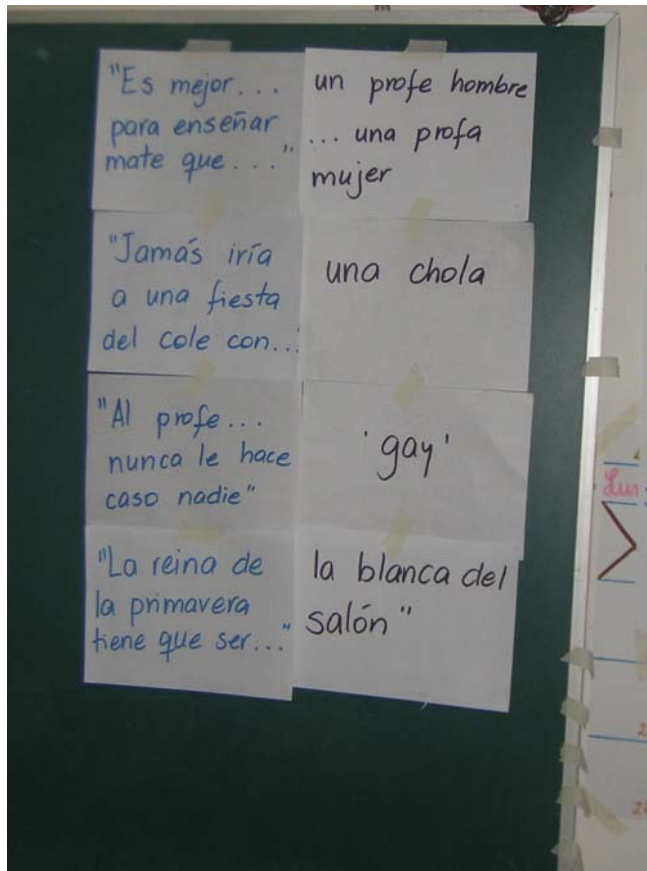 "Es mejor...
para enseñar
mate que..."
un profe hombre
... una profa
mujer
"Jamás iría
a una fiesta
del cole con...
una chola
"Al profe...
nunca le hace
caso nadie"
'gay'
"La reina de
la primavera
tiene que ser..."
la blanca del
salón"
Lun